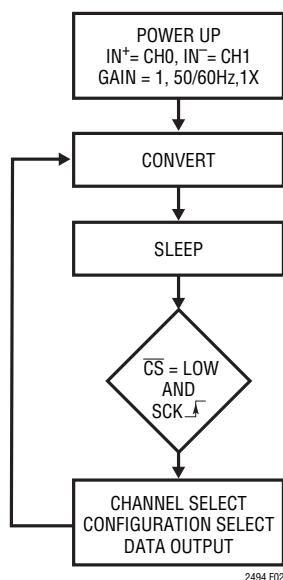 POWER UP
IN⁺= CH0, IN⁻= CH1
GAIN = 1, 50/60Hz,1X
CONVERT
SLEEP
C̅S̅ = LOW
AND
SCK
CHANNEL SELECT
CONFIGURATION SELECT
DATA OUTPUT
2494 F02